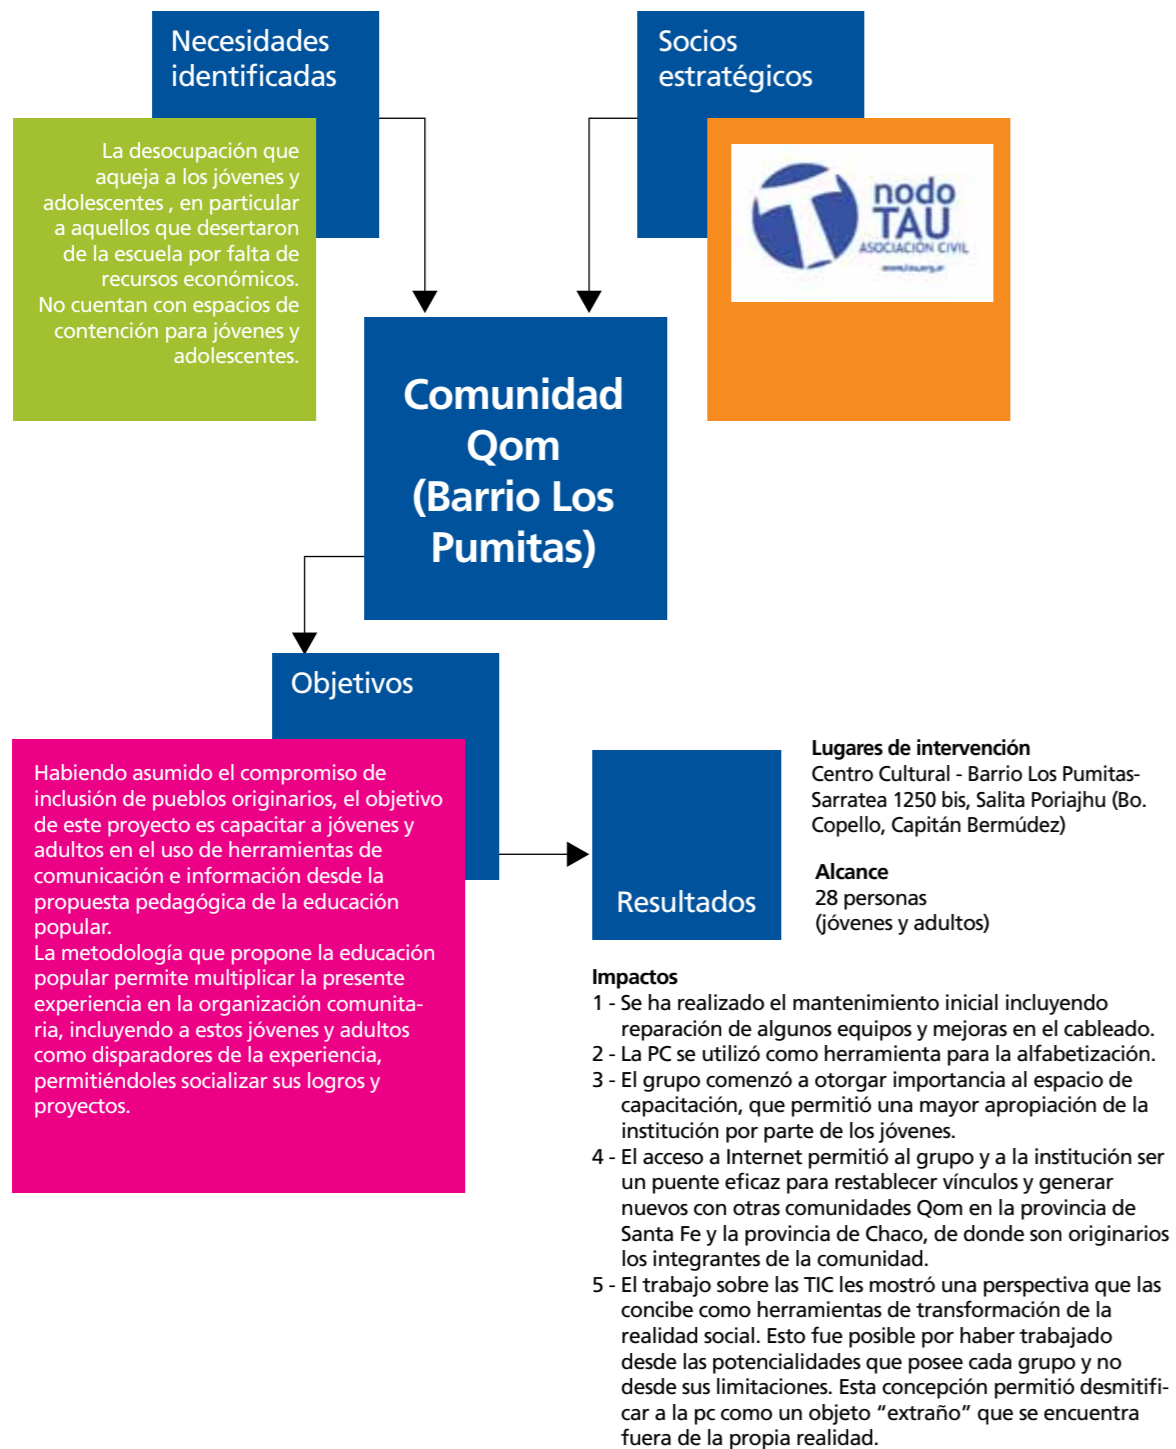 Necesidades
identificadas
Socios
estratégicos
La desocupación que
aqueja a los jóvenes y
adolescentes , en particular
a aquellos que desertaron
de la escuela por falta de
recursos económicos.
No cuentan con espacios de
contención para jóvenes y
adolescentes.
nodo
TAU
ASOCIACIÓN CIVIL
www.tau.org.ar
Comunidad
Qom
(Barrio Los
Pumitas)
Objetivos
Habiendo asumido el compromiso de
inclusión de pueblos originarios, el objetivo
de este proyecto es capacitar a jóvenes y
adultos en el uso de herramientas de
comunicación e información desde la
propuesta pedagógica de la educación
popular.
La metodología que propone la educación
popular permite multiplicar la presente
experiencia en la organización comunita-
ria, incluyendo a estos jóvenes y adultos
como disparadores de la experiencia,
permitiéndoles socializar sus logros y
proyectos.
Resultados
Lugares de intervención
Centro Cultural - Barrio Los Pumitas-
Sarratea 1250 bis, Salita Poriajhu (Bo.
Copello, Capitán Bermúdez)
Alcance
28 personas
(jóvenes y adultos)
Impactos
1 - Se ha realizado el mantenimiento inicial incluyendo
reparación de algunos equipos y mejoras en el cableado.
2 - La PC se utilizó como herramienta para la alfabetización.
3 - El grupo comenzó a otorgar importancia al espacio de
capacitación, que permitió una mayor apropiación de la
institución por parte de los jóvenes.
4 - El acceso a Internet permitió al grupo y a la institución ser
un puente eficaz para restablecer vínculos y generar
nuevos con otras comunidades Qom en la provincia de
Santa Fe y la provincia de Chaco, de donde son originarios
los integrantes de la comunidad.
5 - El trabajo sobre las TIC les mostró una perspectiva que las
concibe como herramientas de transformación de la
realidad social. Esto fue posible por haber trabajado
desde las potencialidades que posee cada grupo y no
desde sus limitaciones. Esta concepción permitió desmitifi-
car a la pc como un objeto “extraño” que se encuentra
fuera de la propia realidad.